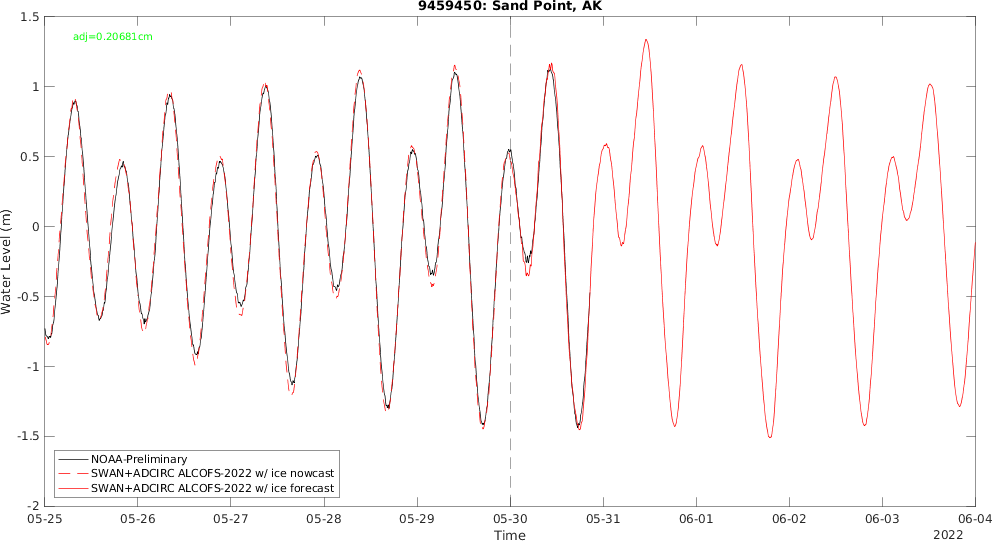 9459450: Sand Point, AK
adj=0.20681cm
Water Level (m)
1.5
1
0.5
0
-0.5
-1
-1.5
-2
NOAA-Preliminary
SWAN+ADCIRC ALCOFS-2022 w/ ice nowcast
SWAN+ADCIRC ALCOFS-2022 w/ ice forecast
05-25 05-26 05-27 05-28 05-29 05-30 05-31 06-01 06-02 06-03 06-04
Time
2022